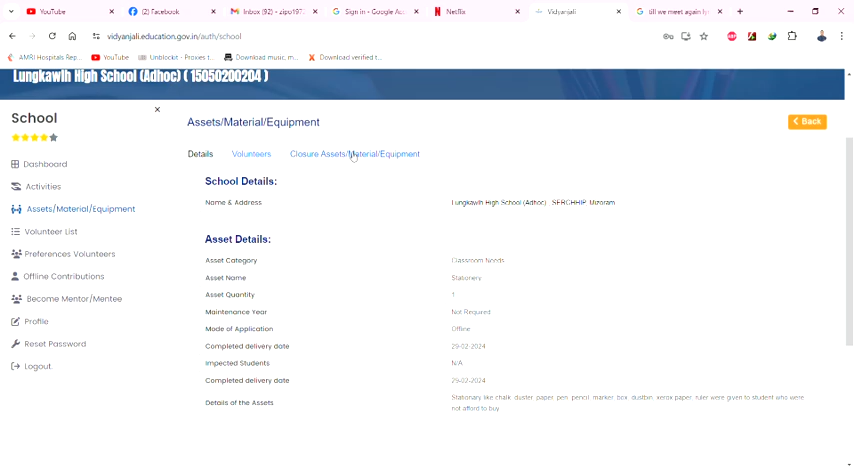 YouTube
(2) Facebook
Inbox (92) - zipo197
Sign in - Google Ac
Netflix
Vidyanjali
till we meet again lyr
vidyanjali.education.gov.in/auth/school
AMRI Hospitals Rep...
YouTube
Unblockit - Proxies t...
Download music, m...
Download verified t...
Lungkawlh High School (Adhoc) ( 15050200204 )
School
Dashboard
Activities
Assets/Material/Equipment
Volunteer List
Preferences Volunteers
Offline Contributions
Become Mentor/Mentee
Profile
Reset Password
Logout
Assets/Material/Equipment
Back
Details Volunteers Closure Assets/Material/Equipment
School Details:
Name & Address Lungkawlh High School (Adhoc) SERCHHIP, Mizoram
Asset Details:
Asset Category Classroom Needs
Asset Name Stationery
Asset Quantity 1
Maintenance Year Not Required
Mode of Application Offline
Completed delivery date 29-02-2024
Impected Students N/A
Completed delivery date 29-02-2024
Details of the Assets Stationary like chalk duster paper pen pencil marker box dustbin xerox paper ruler were given to student who were
not afford to buy